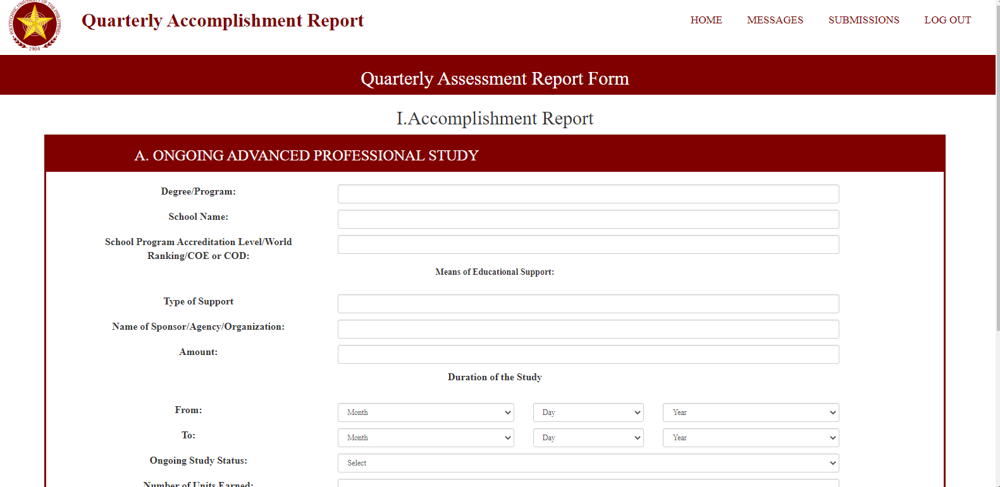 POLYTECHNIC UNIVERSITY OF THE PHILIPPINES
1904
Quarterly Accomplishment Report
HOME MESSAGES SUBMISSIONS LOG OUT
Quarterly Assessment Report Form
I.Accomplishment Report
A. ONGOING ADVANCED PROFESSIONAL STUDY
Degree/Program:
School Name:
School Program Accreditation Level/World
Ranking/COE or COD:
Means of Educational Support:
Type of Support
Name of Sponsor/Agency/Organization:
Amount:
Duration of the Study
From: Month Day Year
To: Month Day Year
Ongoing Study Status: Select
Number of Units Earned: